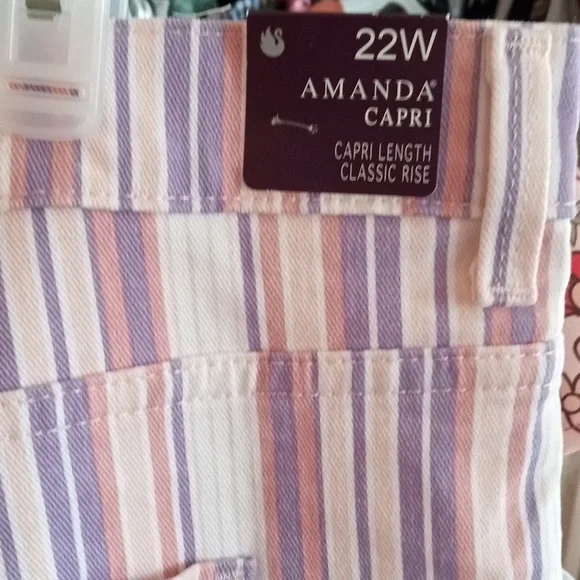 22W
AMANDA®
CAPRI
CAPRI LENGTH
CLASSIC RISE